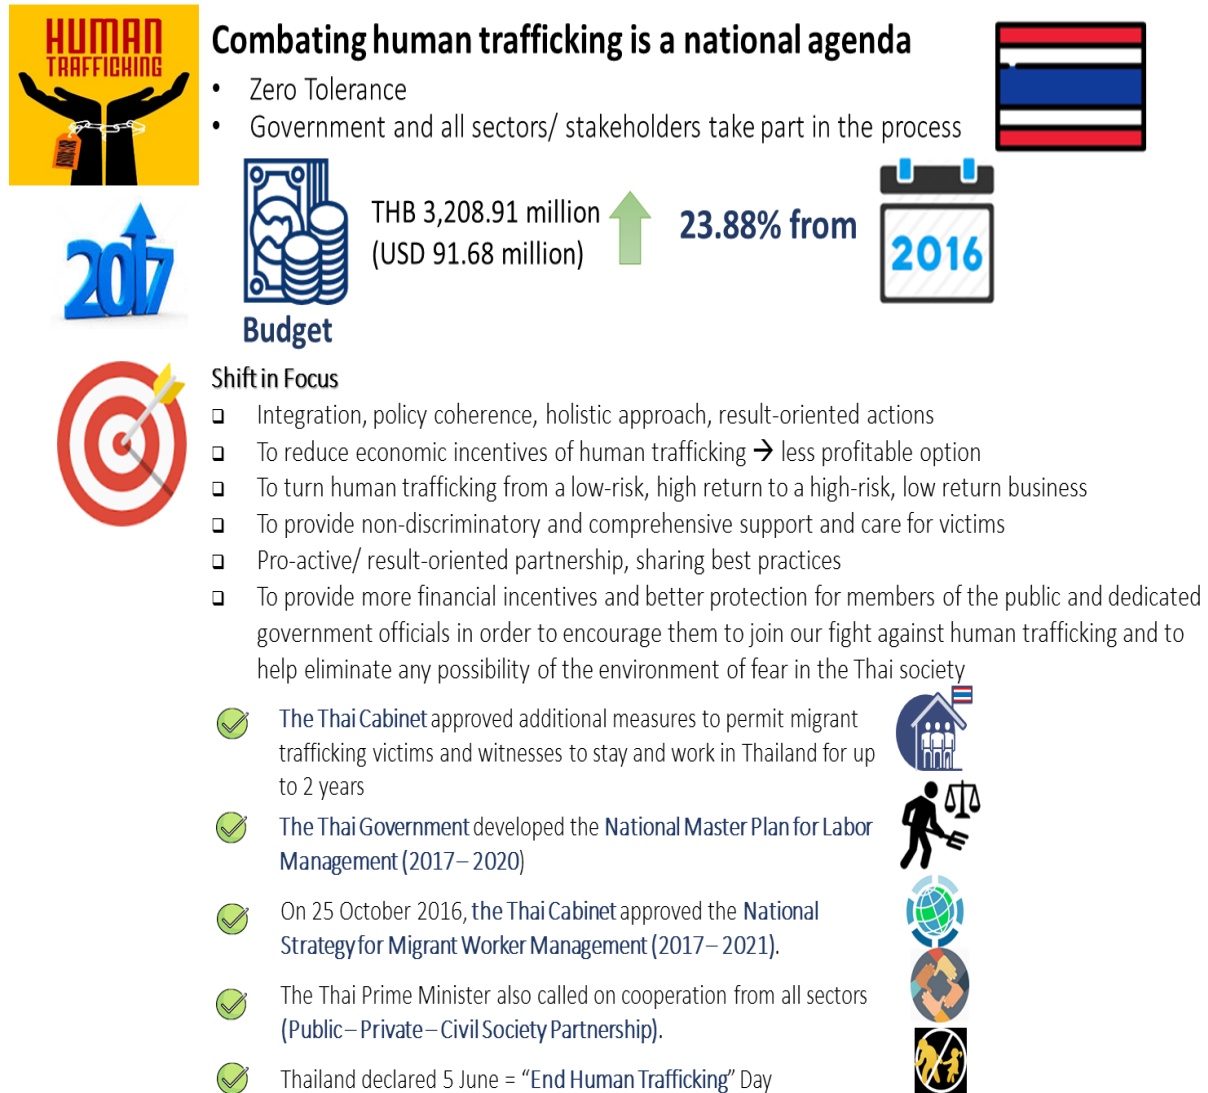 HUMAN
TRAFFICKING
Combating human trafficking is a national agenda
• Zero Tolerance
• Government and all sectors/ stakeholders take part in the process
2017
THB 3,208.91 million
(USD 91.68 million)
23.88% from
2016
Budget
Shift in Focus
❑ Integration, policy coherence, holistic approach, result-oriented actions
❑ To reduce economic incentives of human trafficking → less profitable option
❑ To turn human trafficking from a low-risk, high return to a high-risk, low return business
❑ To provide non-discriminatory and comprehensive support and care for victims
❑ Pro-active/ result-oriented partnership, sharing best practices
❑ To provide more financial incentives and better protection for members of the public and dedicated
government officials in order to encourage them to join our fight against human trafficking and to
help eliminate any possibility of the environment of fear in the Thai society
The Thai Cabinet approved additional measures to permit migrant
trafficking victims and witnesses to stay and work in Thailand for up
to 2 years
The Thai Government developed the National Master Plan for Labor
Management (2017 – 2020)
On 25 October 2016, the Thai Cabinet approved the National
Strategy for Migrant Worker Management (2017 – 2021).
The Thai Prime Minister also called on cooperation from all sectors
(Public – Private – Civil Society Partnership).
Thailand declared 5 June = “End Human Trafficking” Day